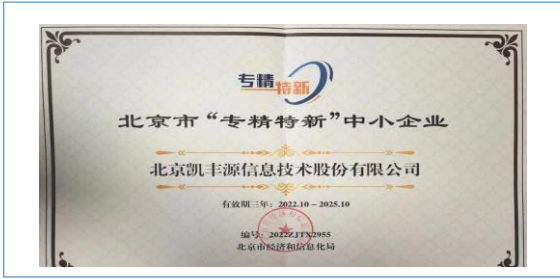 专精特新
北京市“专精特新”中小企业
北京凯丰源信息技术股份有限公司
有效期三年：2022.10－2025.10
编号：2022ZJTX2955
北京市经济和信息化局